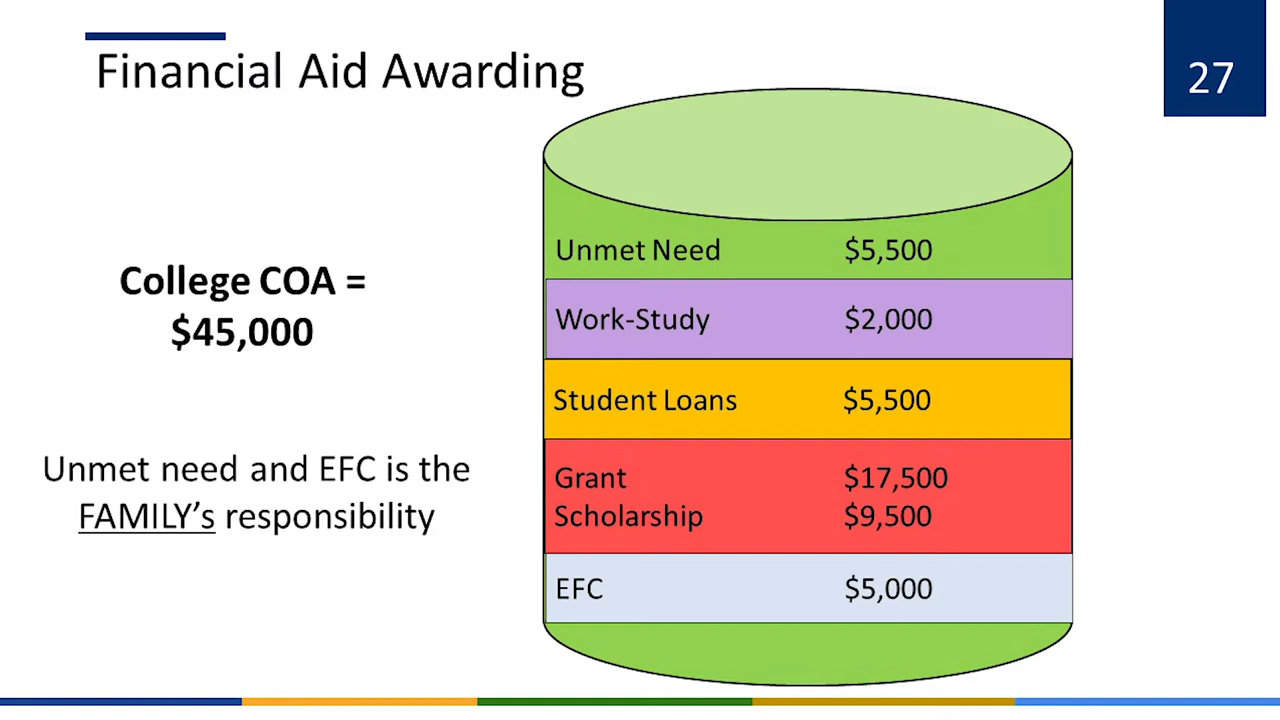 Financial Aid Awarding
27
College COA =
$45,000
Unmet need and EFC is the
FAMILY’s responsibility
Unmet Need $5,500
Work-Study $2,000
Student Loans $5,500
Grant $17,500
Scholarship $9,500
EFC $5,000